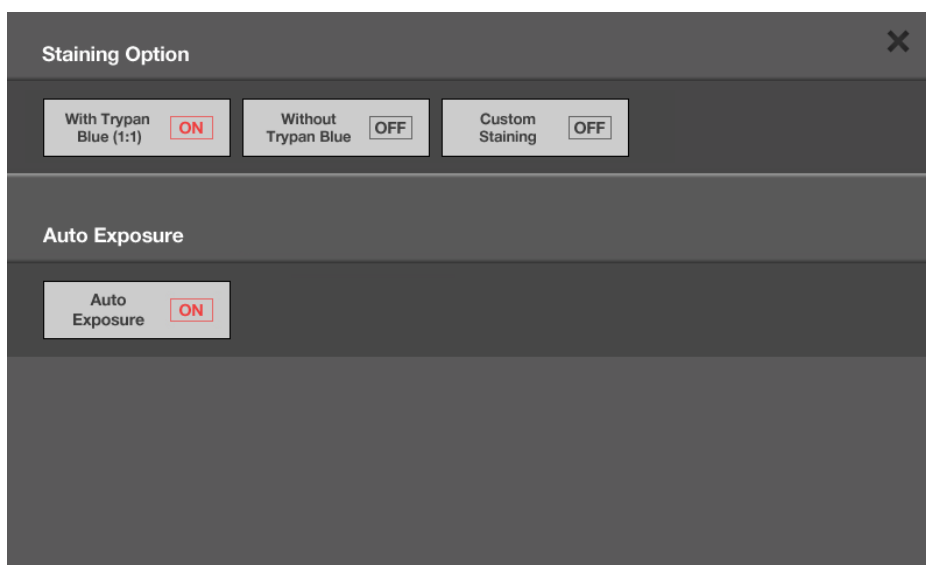 Staining Option
With Trypan
Blue (1:1)
ON
Without
Trypan Blue
OFF
Custom
Staining
OFF
Auto Exposure
Auto
Exposure
ON